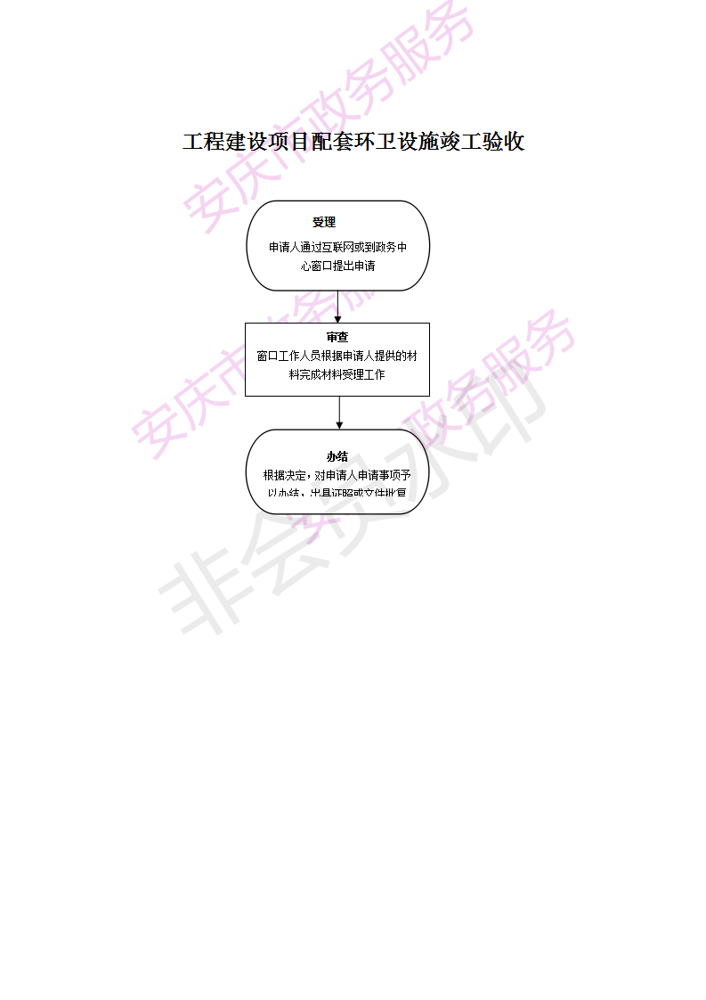 工程建设项目配套环卫设施竣工验收
受理
申请人通过互联网或到政务中
心窗口提出申请
审查
窗口工作人员根据申请人提供的材
料完成材料受理工作
办结
根据决定，对申请人申请事项予
以办结，出具证照或文件批复
安庆市政务服务
安庆市政务服
安 政务服务
非会员水印